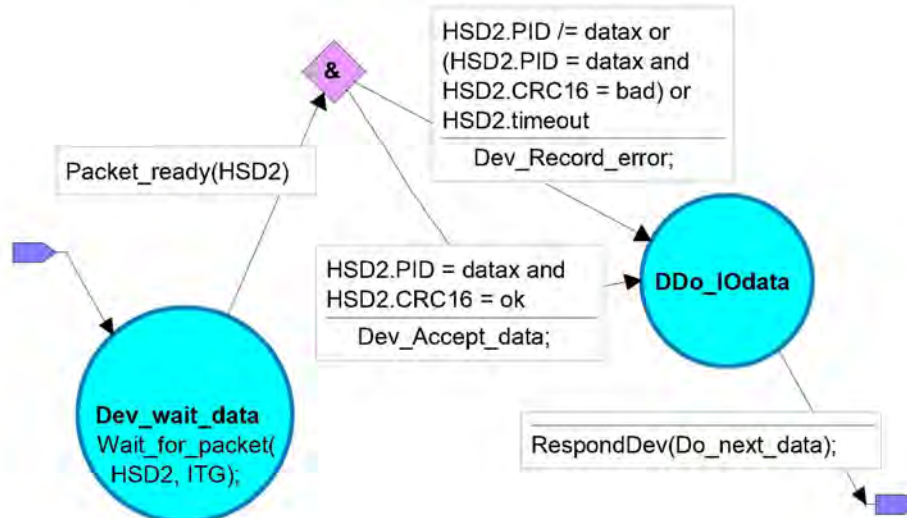 HSD2.PID /= datax or
(HSD2.PID = datax and
HSD2.CRC16 = bad) or
HSD2.timeout
Dev_Record_error;
&
Packet_ready(HSD2)
HSD2.PID = datax and
HSD2.CRC16 = ok
Dev_Accept_data;
DDo_IOdata
Dev_wait_data
Wait_for_packet(
HSD2, ITG);
RespondDev(Do_next_data);